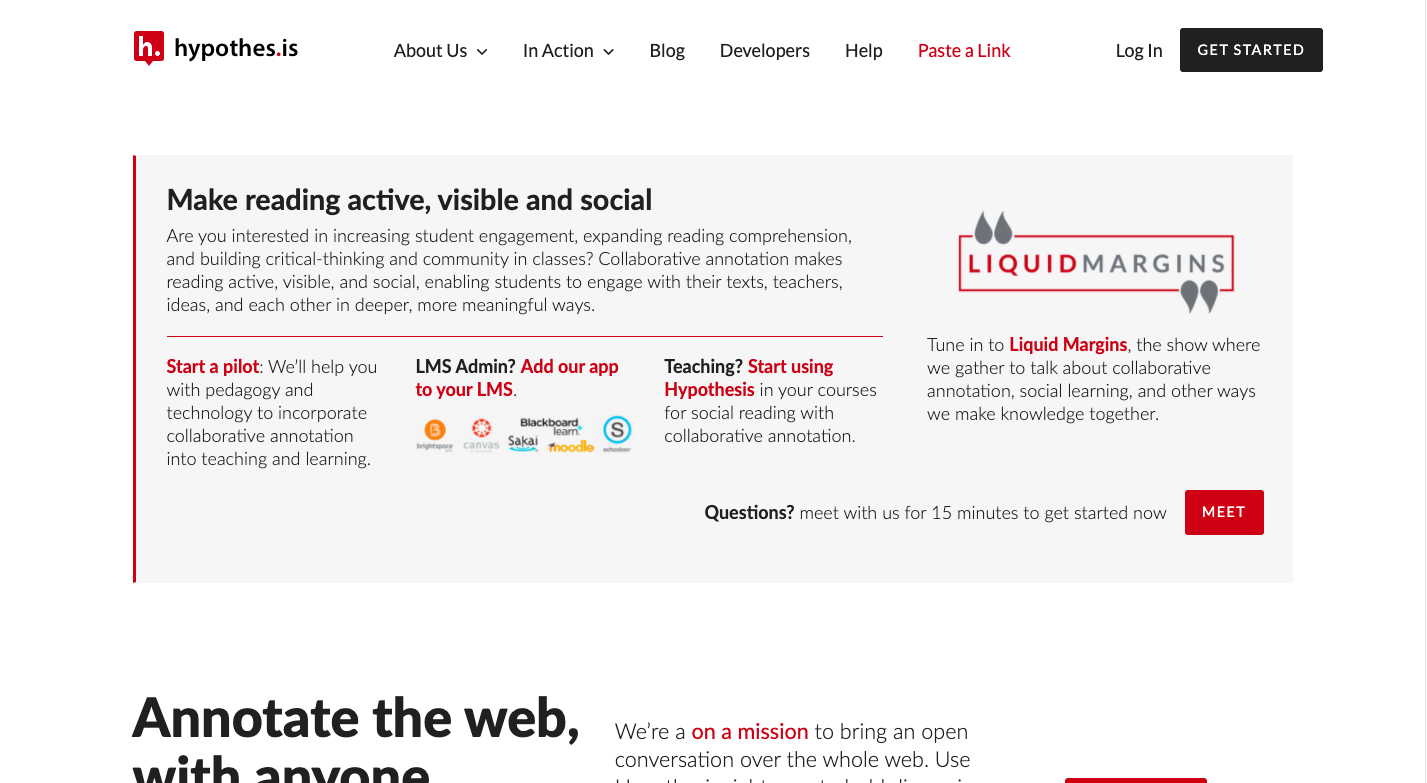 h. hypothes.is
About Us
In Action
Blog
Developers
Help
Paste a Link
Log In
GET STARTED
Make reading active, visible and social
Are you interested in increasing student engagement, expanding reading comprehension,
and building critical-thinking and community in classes? Collaborative annotation makes
reading active, visible, and social, enabling students to engage with their texts, teachers,
ideas, and each other in deeper, more meaningful ways.
Start a pilot: We’ll help you
with pedagogy and
technology to incorporate
collaborative annotation
into teaching and learning.
LMS Admin? Add our app
to your LMS.
brightspace
canvas
Sakai
Blackboard
learn
moodle
S
schoology
Teaching? Start using
Hypothesis in your courses
for social reading with
collaborative annotation.
LIQUIDMARGINS
Tune in to Liquid Margins, the show where
we gather to talk about collaborative
annotation, social learning, and other ways
we make knowledge together.
Questions? meet with us for 15 minutes to get started now
MEET
Annotate the web,
with anyone
We’re a on a mission to bring an open
conversation over the whole web. Use